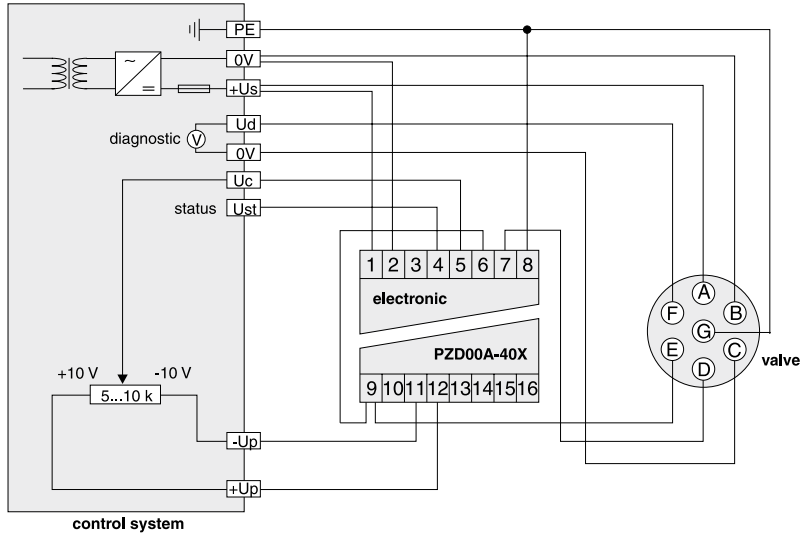 PE
0V
~
=
+Us
Ud
diagnostic V
0V
Uc
status Ust
1 2 3 4 5 6 7 8
electronic
PZD00A-40X
9 10 11 12 13 14 15 16
A
F B
G
E C
D
valve
+10 V -10 V
5...10 k
-Up
+Up
control system